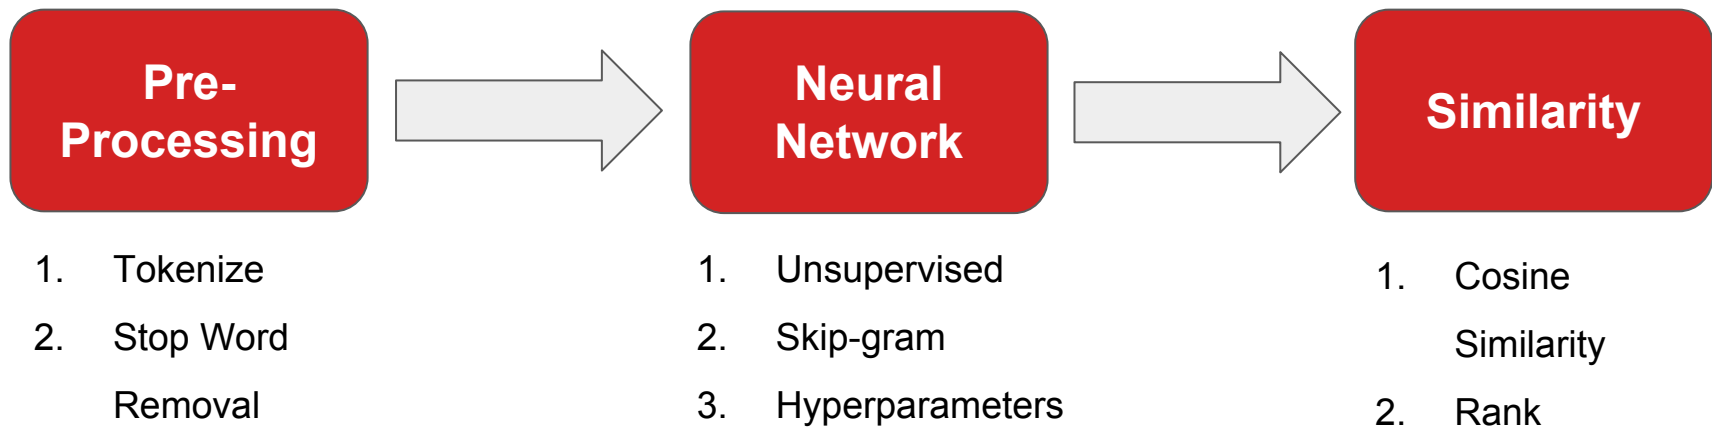 Pre-
Processing
Neural
Network
Similarity
1. Tokenize
2. Stop Word
Removal
1. Unsupervised
2. Skip-gram
3. Hyperparameters
1. Cosine
Similarity
2. Rank